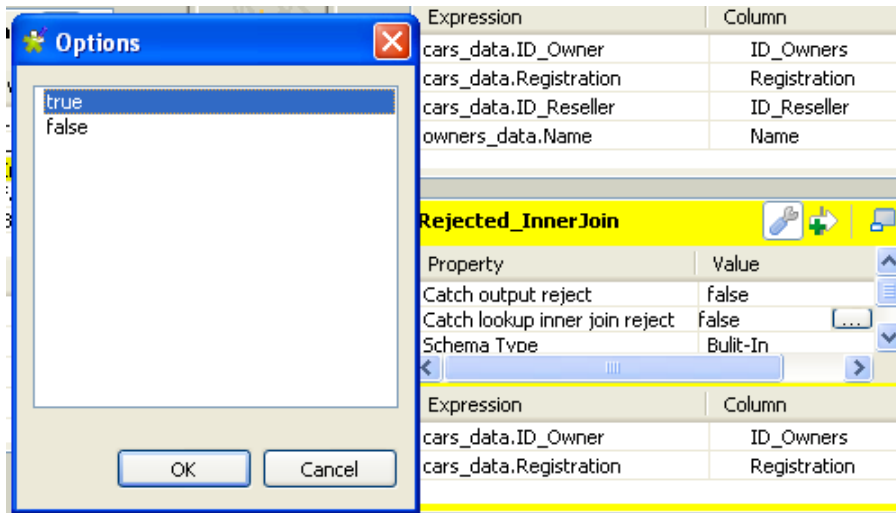 Options
true
false
OK Cancel
Expression Column
cars_data.ID_Owner ID_Owners
cars_data.Registration Registration
cars_data.ID_Reseller ID_Reseller
owners_data.Name Name
Rejected_InnerJoin
Property Value
Catch output reject false
Catch lookup inner join reject false ...
Schema Type Bulit-In
Expression Column
cars_data.ID_Owner ID_Owners
cars_data.Registration Registration